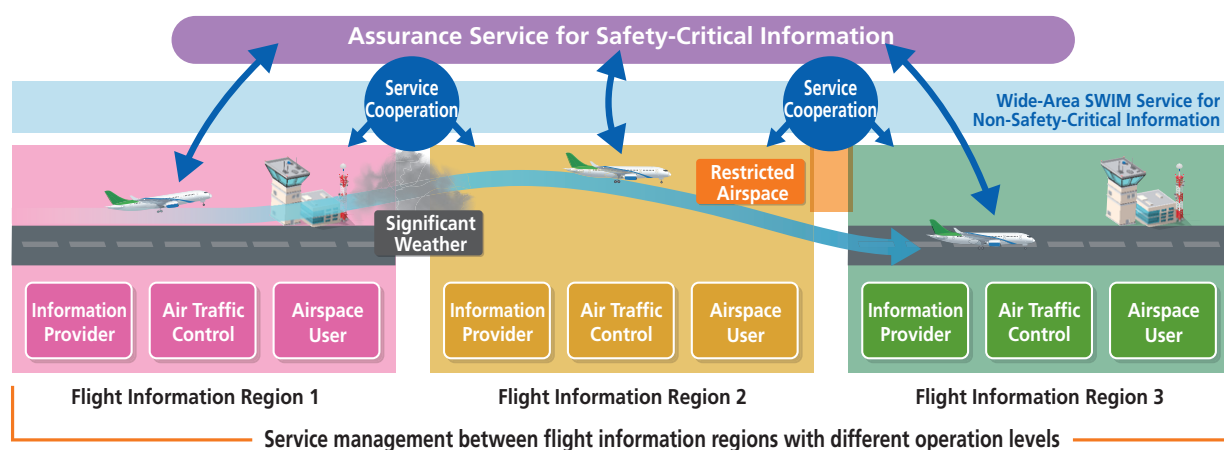 Assurance Service for Safety-Critical Information
Service
Cooperation
Service
Cooperation
Wide-Area SWIM Service for
Non-Safety-Critical Information
Significant
Weather
Restricted
Airspace
Information
Provider
Air Traffic
Control
Airspace
User
Information
Provider
Air Traffic
Control
Airspace
User
Information
Provider
Air Traffic
Control
Airspace
User
Flight Information Region 1
Flight Information Region 2
Flight Information Region 3
Service management between flight information regions with different operation levels